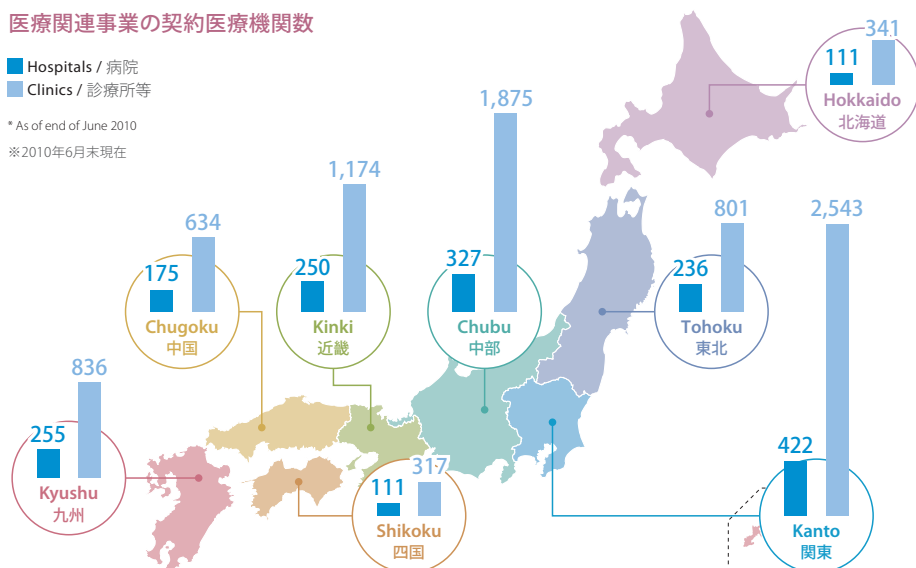 医療関連事業の契約医療機関数
Hospitals / 病院
Clinics / 診療所等
* As of end of June 2010
※2010年6月末現在
111
341
Hokkaido
北海道
236
801
Tohoku
東北
422
2,543
Kanto
関東
327
1,875
Chubu
中部
250
1,174
Kinki
近畿
175
634
Chugoku
中国
111
317
Shikoku
四国
255
836
Kyushu
九州